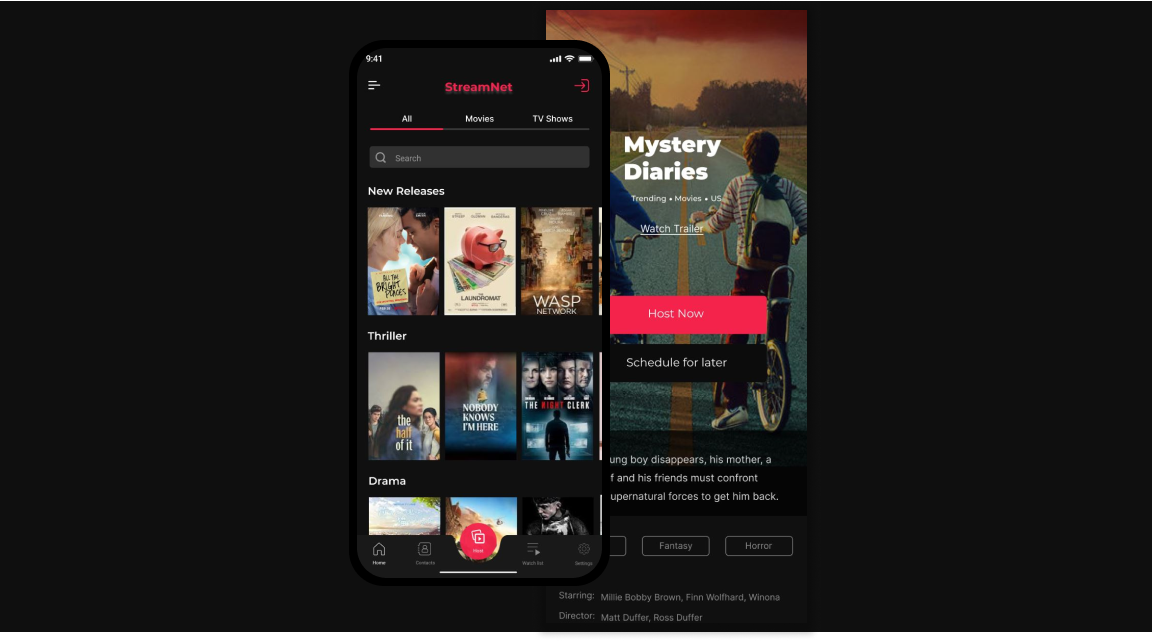 9:41
StreamNet
All Movies TV Shows
Search
New Releases
ALL THE
BRIGHT
PLACES
THE
LAUNDROMAT
WASP
NETWORK
Thriller
the
half
of it
NOBODY
KNOWS
I'M HERE
THE NIGHT CLERK
Drama
Host
Home Contacts Watch list Settings
Mystery
Diaries
Trending • Movies • US
Watch Trailer
Host Now
Schedule for later
ung boy disappears, his mother, a
f and his friends must confront
upernatural forces to get him back.
Fantasy Horror
Starring: Millie Bobby Brown, Finn Wolfhard, Winona
Director: Matt Duffer, Ross Duffer